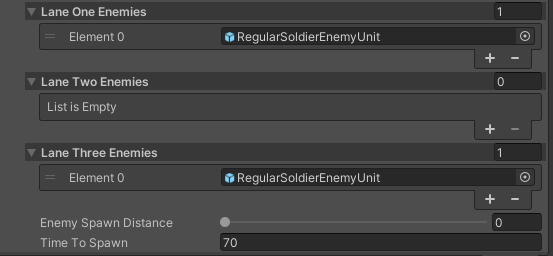 Lane One Enemies 1
Element 0 RegularSoldierEnemyUnit
+ −
Lane Two Enemies 0
List is Empty
+ −
Lane Three Enemies 1
Element 0 RegularSoldierEnemyUnit
+ −
Enemy Spawn Distance 0
Time To Spawn 70